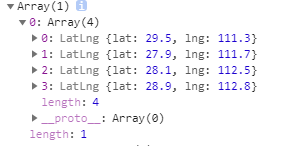 ▼Array(1) i
▼0: Array(4)
▶0: LatLng {lat: 29.5, lng: 111.3}
▶1: LatLng {lat: 27.9, lng: 111.7}
▶2: LatLng {lat: 28.1, lng: 112.5}
▶3: LatLng {lat: 28.9, lng: 112.8}
length: 4
▶__proto__: Array(0)
length: 1